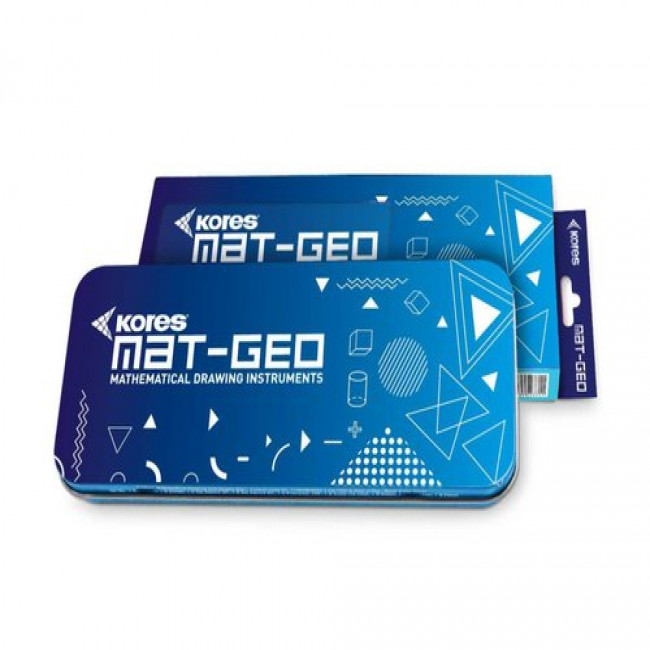 KORES
MAT-GEO
KORES
MAT-GEO
KORES
MAT-GEO
MATHEMATICAL DRAWING INSTRUMENTS